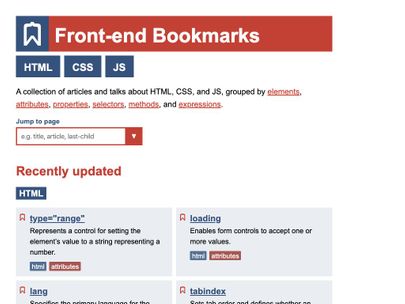 Front-end Bookmarks
HTML CSS JS
A collection of articles and talks about HTML, CSS, and JS, grouped by elements,
attributes, properties, selectors, methods, and expressions.
Jump to page
e.g. title, article, last-child
Recently updated
HTML
type="range"
Represents a control for setting the
element's value to a string representing a
number.
html attributes
loading
Enables form controls to accept one or
more values.
html attributes
lang
Specifies the primary language for the
tabindex
Sets tab order and defines whether an